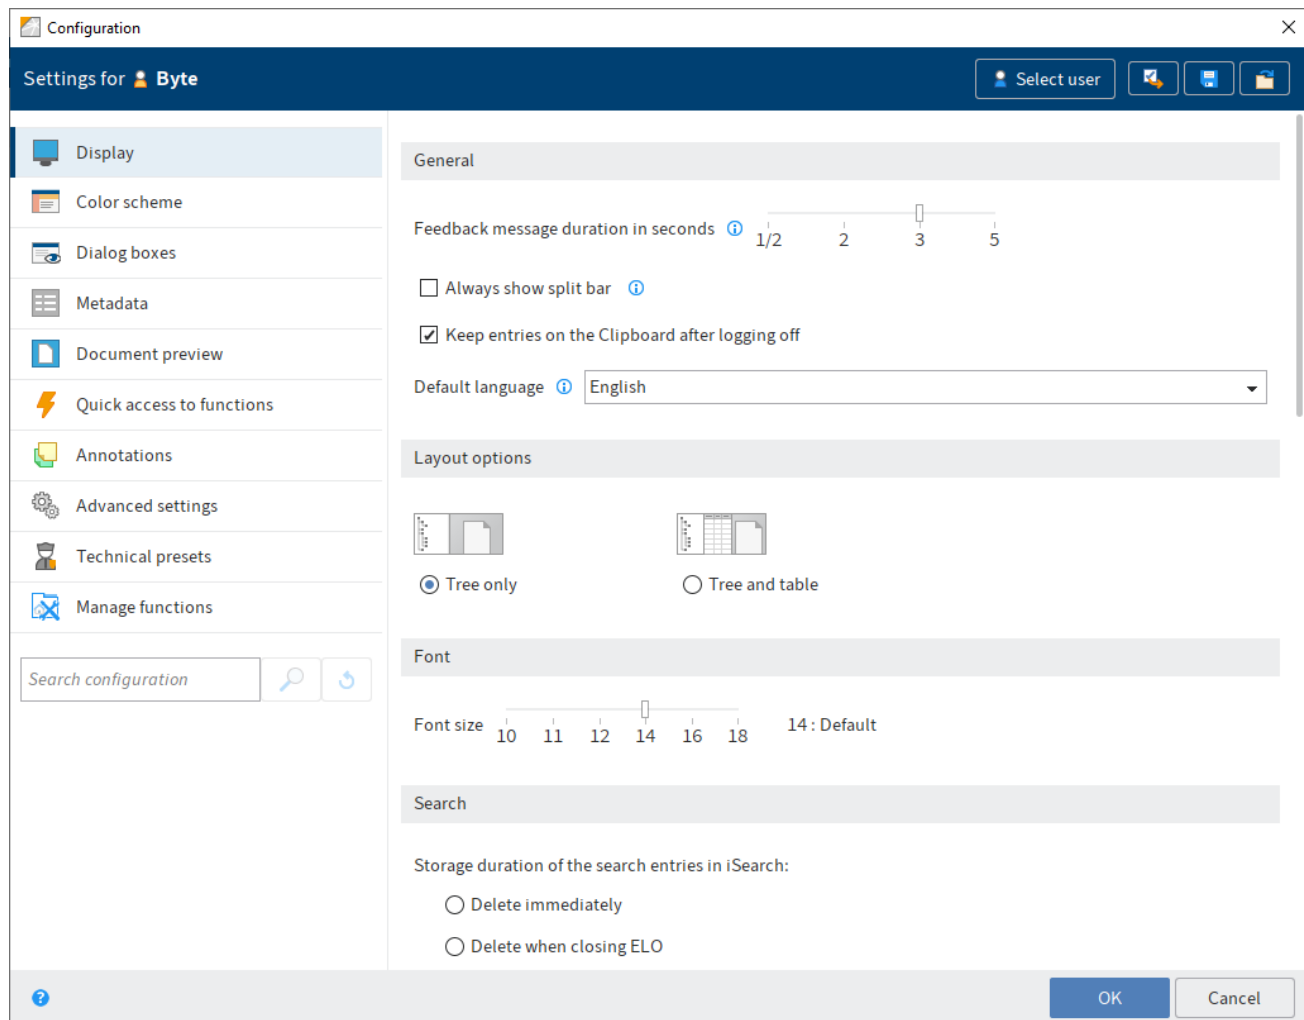 Configuration
Settings for Byte
Select user
Display
Color scheme
Dialog boxes
Metadata
Document preview
Quick access to functions
Annotations
Advanced settings
Technical presets
Manage functions
Search configuration
General
Feedback message duration in seconds
1/2 2 3 5
Always show split bar
Keep entries on the Clipboard after logging off
Default language English
Layout options
Tree only Tree and table
Font
Font size 10 11 12 14 16 18 14 : Default
Search
Storage duration of the search entries in iSearch:
Delete immediately
Delete when closing ELO
OK Cancel